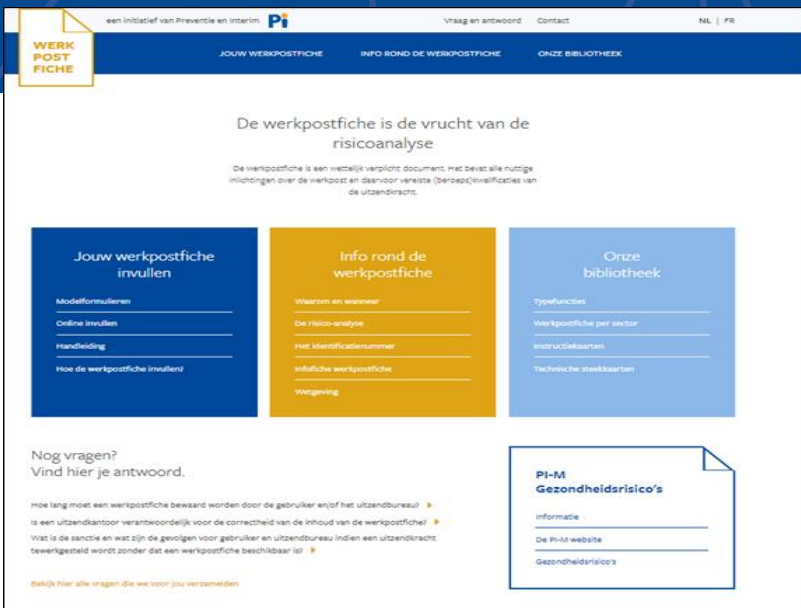 een initiatief van Preventie en Interim Pi
Vraag en antwoord Contact NL | FR
WERK
POST
FICHE
JOUW WERKPOSTFICHE INFO ROND DE WERKPOSTFICHE ONZE BIBLIOTHEEK
De werkpostfiche is de vrucht van de
risicoanalyse
De werkpostfiche is een wettelijk verplicht document. Het bevat alle nuttige
inlichtingen over de werkpost en daarvoor vereiste (beroeps)kwalificaties van
de uitzendkracht.
Jouw werkpostfiche
invullen
Modelformulieren
Online invullen
Handleiding
Hoe de werkpostfiche invullen?
Info rond de
werkpostfiche
Waarom en wanneer
De risico-analyse
Het identificatienummer
Infofiche werkpostfiche
Wetgeving
Onze
bibliotheek
Typefuncties
Werkpostfiche per sector
Instructiekaarten
Technische steekkaarten
Nog vragen?
Vind hier je antwoord.
Hoe lang moet een werkpostfiche bewaard worden door de gebruiker en/of het uitzendbureau?
Is een uitzendkantoor verantwoordelijk voor de correctheid van de inhoud van de werkpostfiche?
Wat is de sanctie en wat zijn de gevolgen voor gebruiker en uitzendbureau indien een uitzendkracht
tewerkgesteld wordt zonder dat een werkpostfiche beschikbaar is?
Bekijk hier alle vragen die we voor jou verzamelden
PI-M
Gezondheidsrisico's
Informatie
De PI-M website
Gezondheidsrisico's